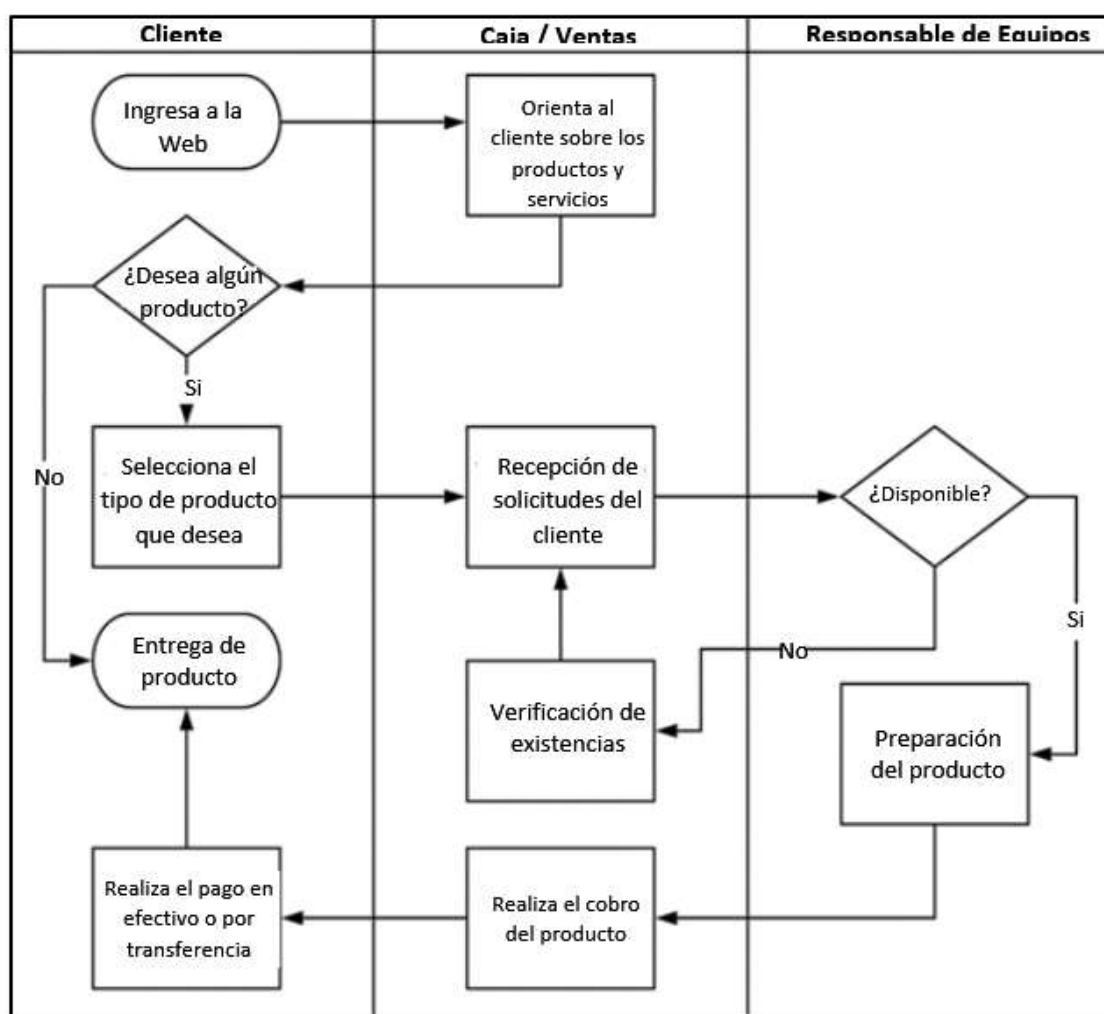 Cliente
Caja / Ventas
Responsable de Equipos
Ingresa a la
Web
Orienta al
cliente sobre los
productos y
servicios
¿Desea algún
producto?
Si
No
Selecciona el
tipo de producto
que desea
Recepción de
solicitudes del
cliente
¿Disponible?
Si
No
Entrega de
producto
Verificación de
existencias
Preparación
del producto
Realiza el pago en
efectivo o por
transferencia
Realiza el cobro
del producto